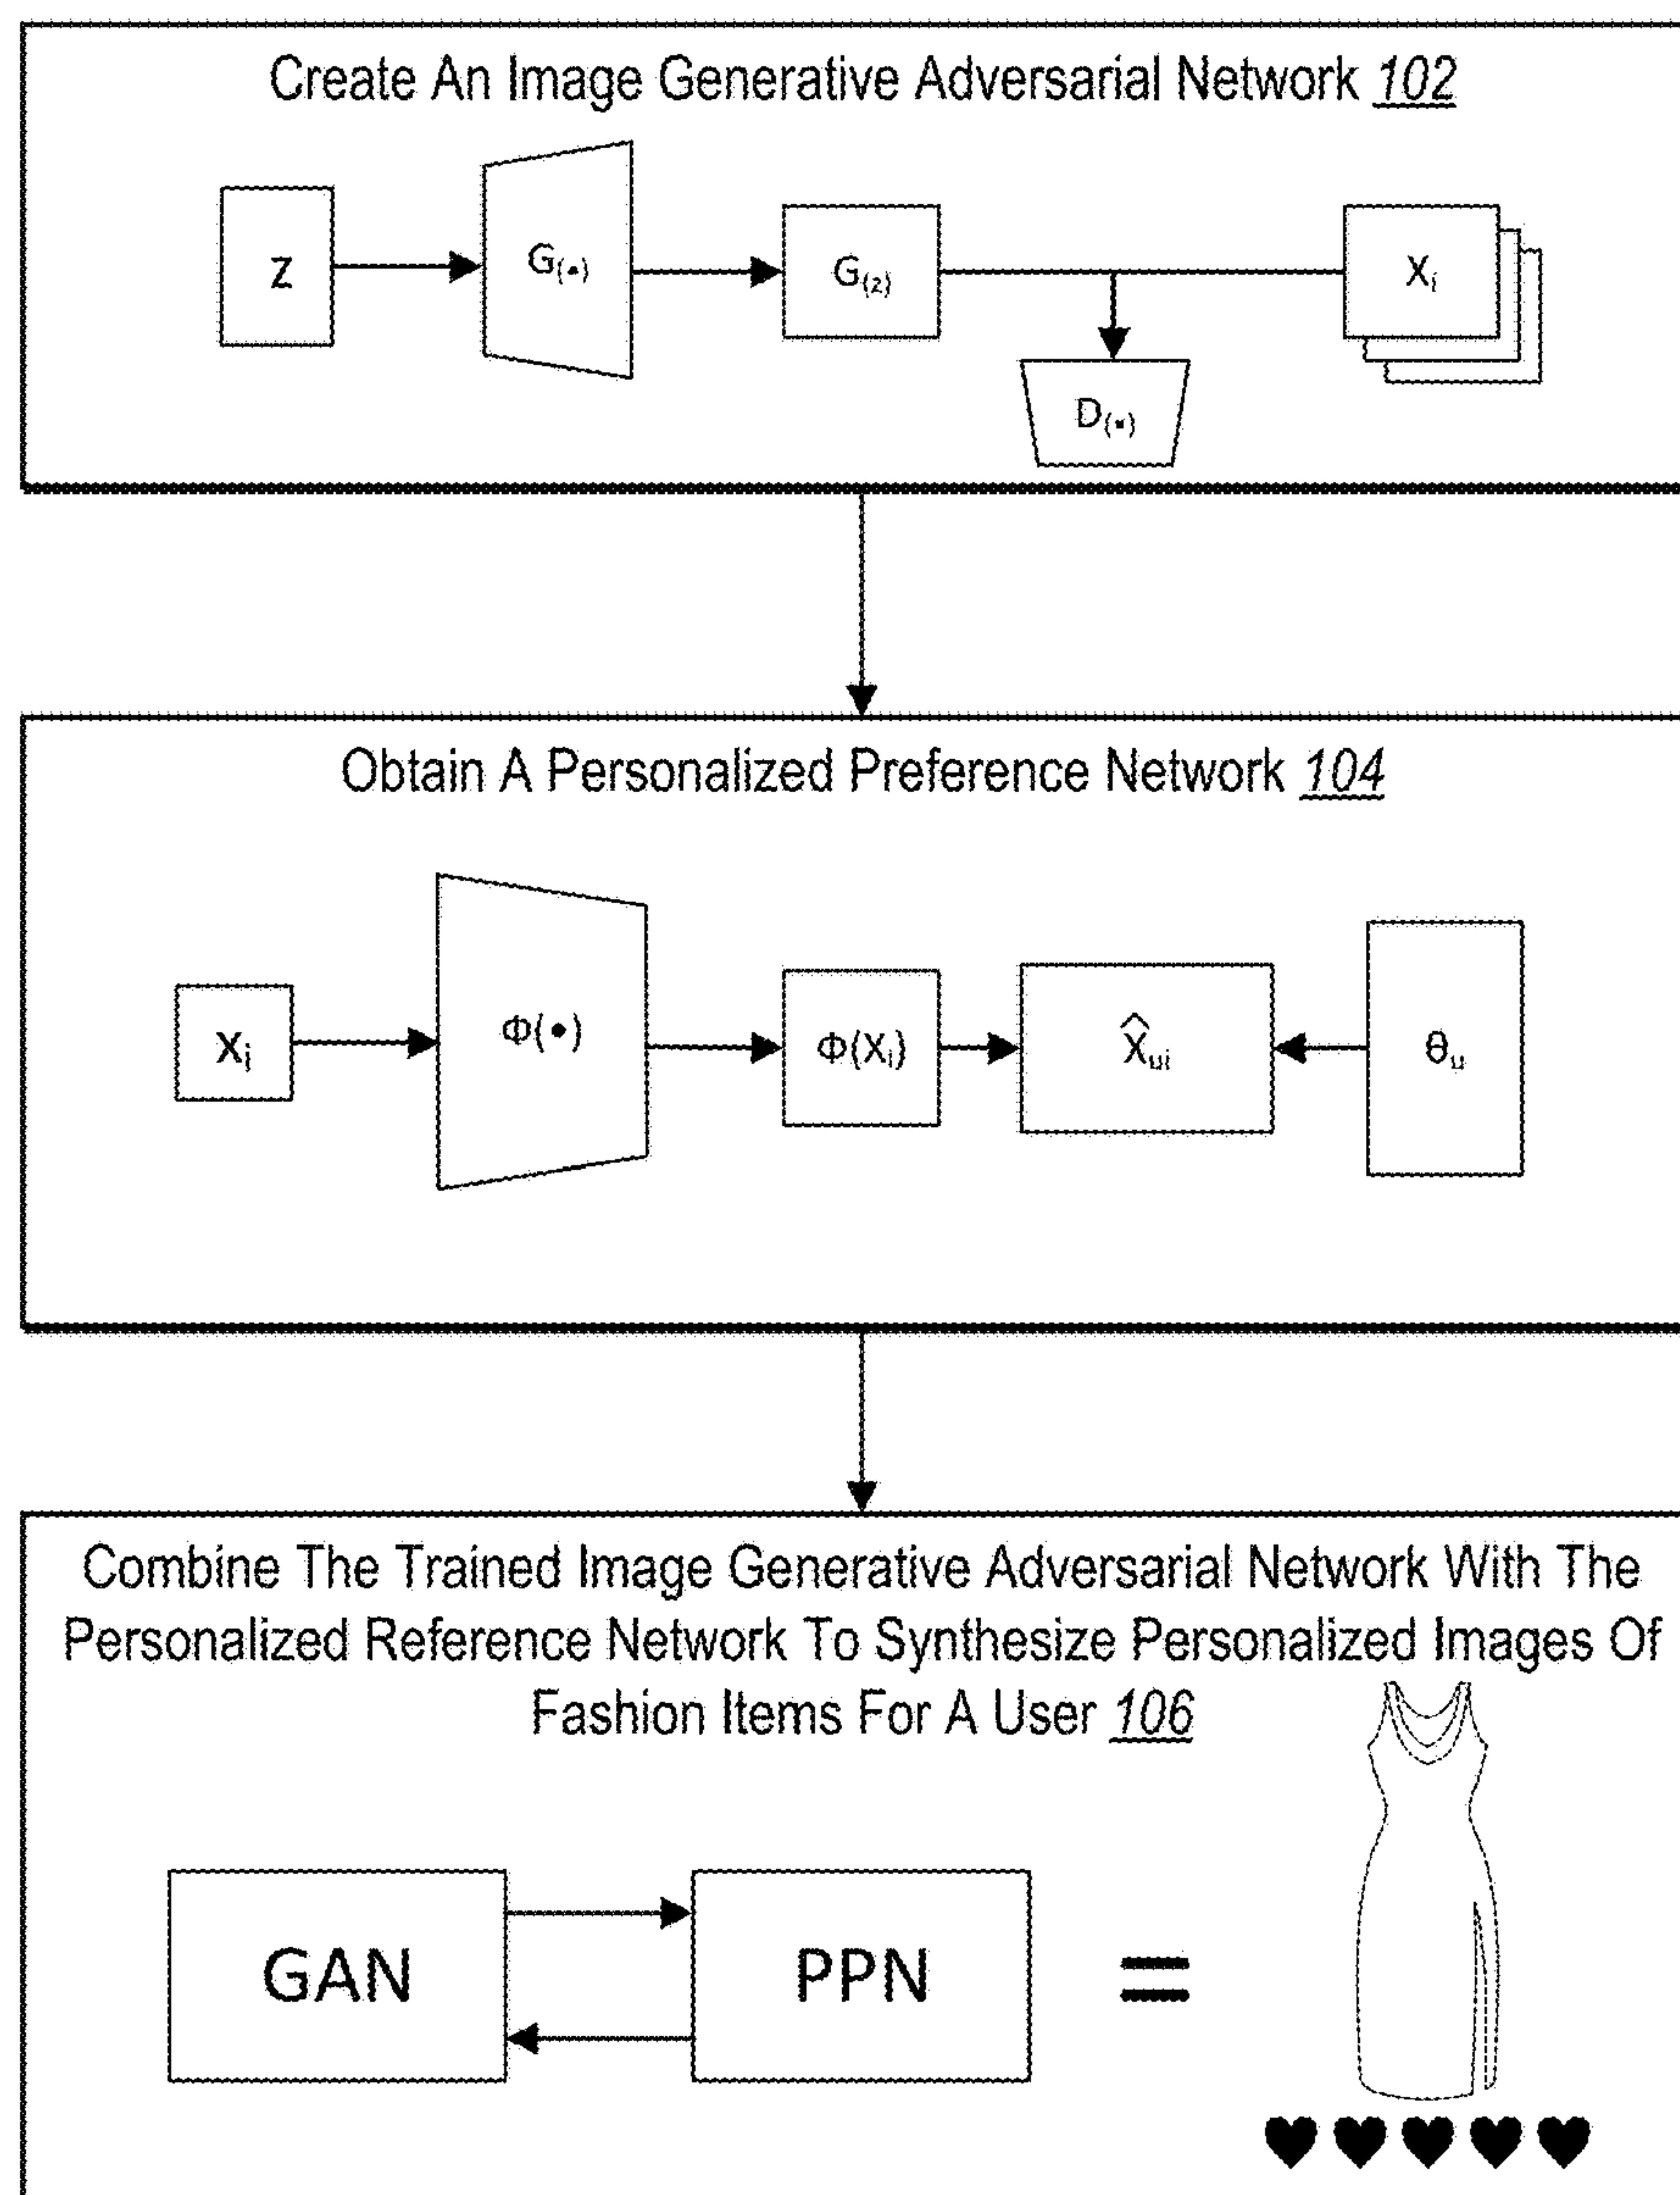 Create An Image Generative Adversarial Network 102
Z
G(•)
G(z)
Xi
D(•)
Obtain A Personalized Preference Network 104
Xi
Φ(•)
Φ(Xi)
X̂ui
θu
Combine The Trained Image Generative Adversarial Network With The
Personalized Reference Network To Synthesize Personalized Images Of
Fashion Items For A User 106
GAN
PPN
=